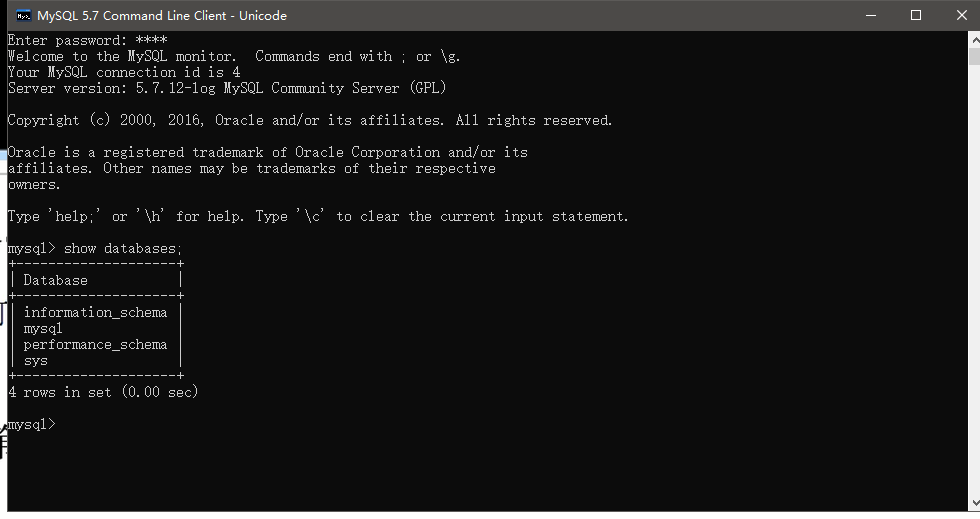 MySQL 5.7 Command Line Client - Unicode
Enter password: ****
Welcome to the MySQL monitor.  Commands end with ; or \g.
Your MySQL connection id is 4
Server version: 5.7.12-log MySQL Community Server (GPL)
Copyright (c) 2000, 2016, Oracle and/or its affiliates. All rights reserved.
Oracle is a registered trademark of Oracle Corporation and/or its
affiliates. Other names may be trademarks of their respective
owners.
Type 'help;' or '\h' for help. Type '\c' to clear the current input statement.
mysql> show databases;
+--------------------+
| Database           |
+--------------------+
| information_schema |
| mysql              |
| performance_schema |
| sys                |
+--------------------+
4 rows in set (0.00 sec)
mysql>